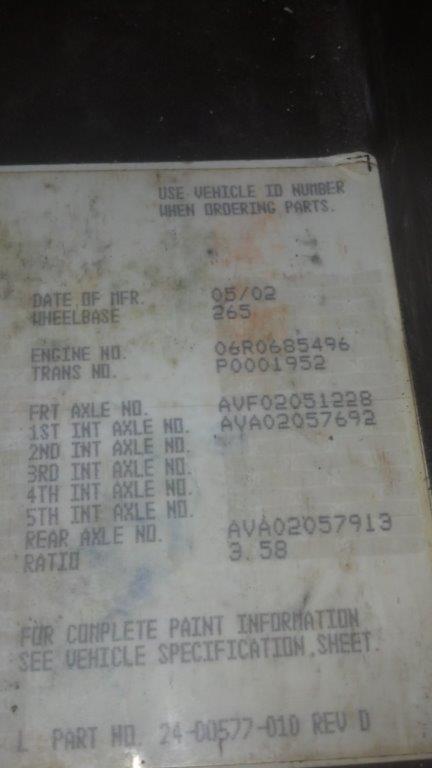 USE VEHICLE ID NUMBER
WHEN ORDERING PARTS.
DATE OF MFR. 05/02
WHEELBASE 265
ENGINE NO. 06R0685496
TRANS NO. P0001952
FRT AXLE NO. AVF02051228
1ST INT AXLE NO. AVA02057692
2ND INT AXLE NO.
3RD INT AXLE NO.
4TH INT AXLE NO.
5TH INT AXLE NO.
REAR AXLE NO. AVA02057913
RATIO 3.58
FOR COMPLETE PAINT INFORMATION
SEE VEHICLE SPECIFICATION SHEET.
L PART NO. 24-00577-010 REV D